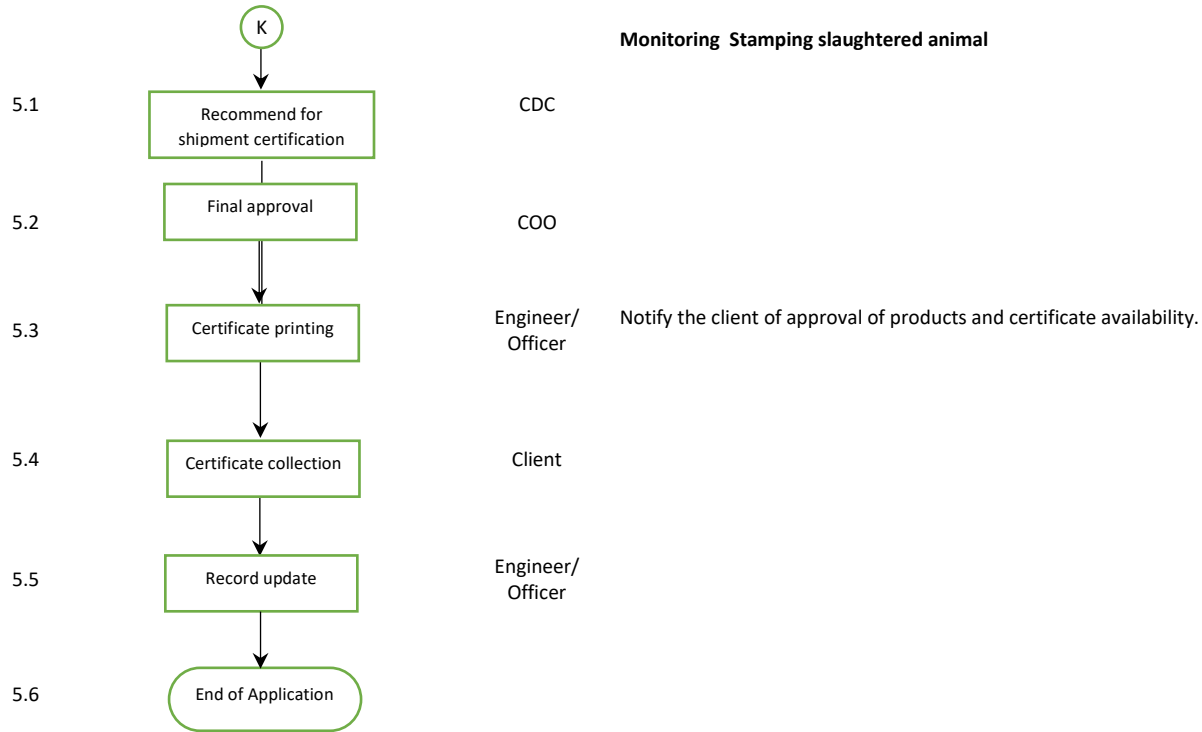 K
Monitoring  Stamping slaughtered animal
5.1
Recommend for
shipment certification
CDC
5.2
Final approval
COO
5.3
Certificate printing
Engineer/
Officer
Notify the client of approval of products and certificate availability.
5.4
Certificate collection
Client
5.5
Record update
Engineer/
Officer
5.6
End of Application